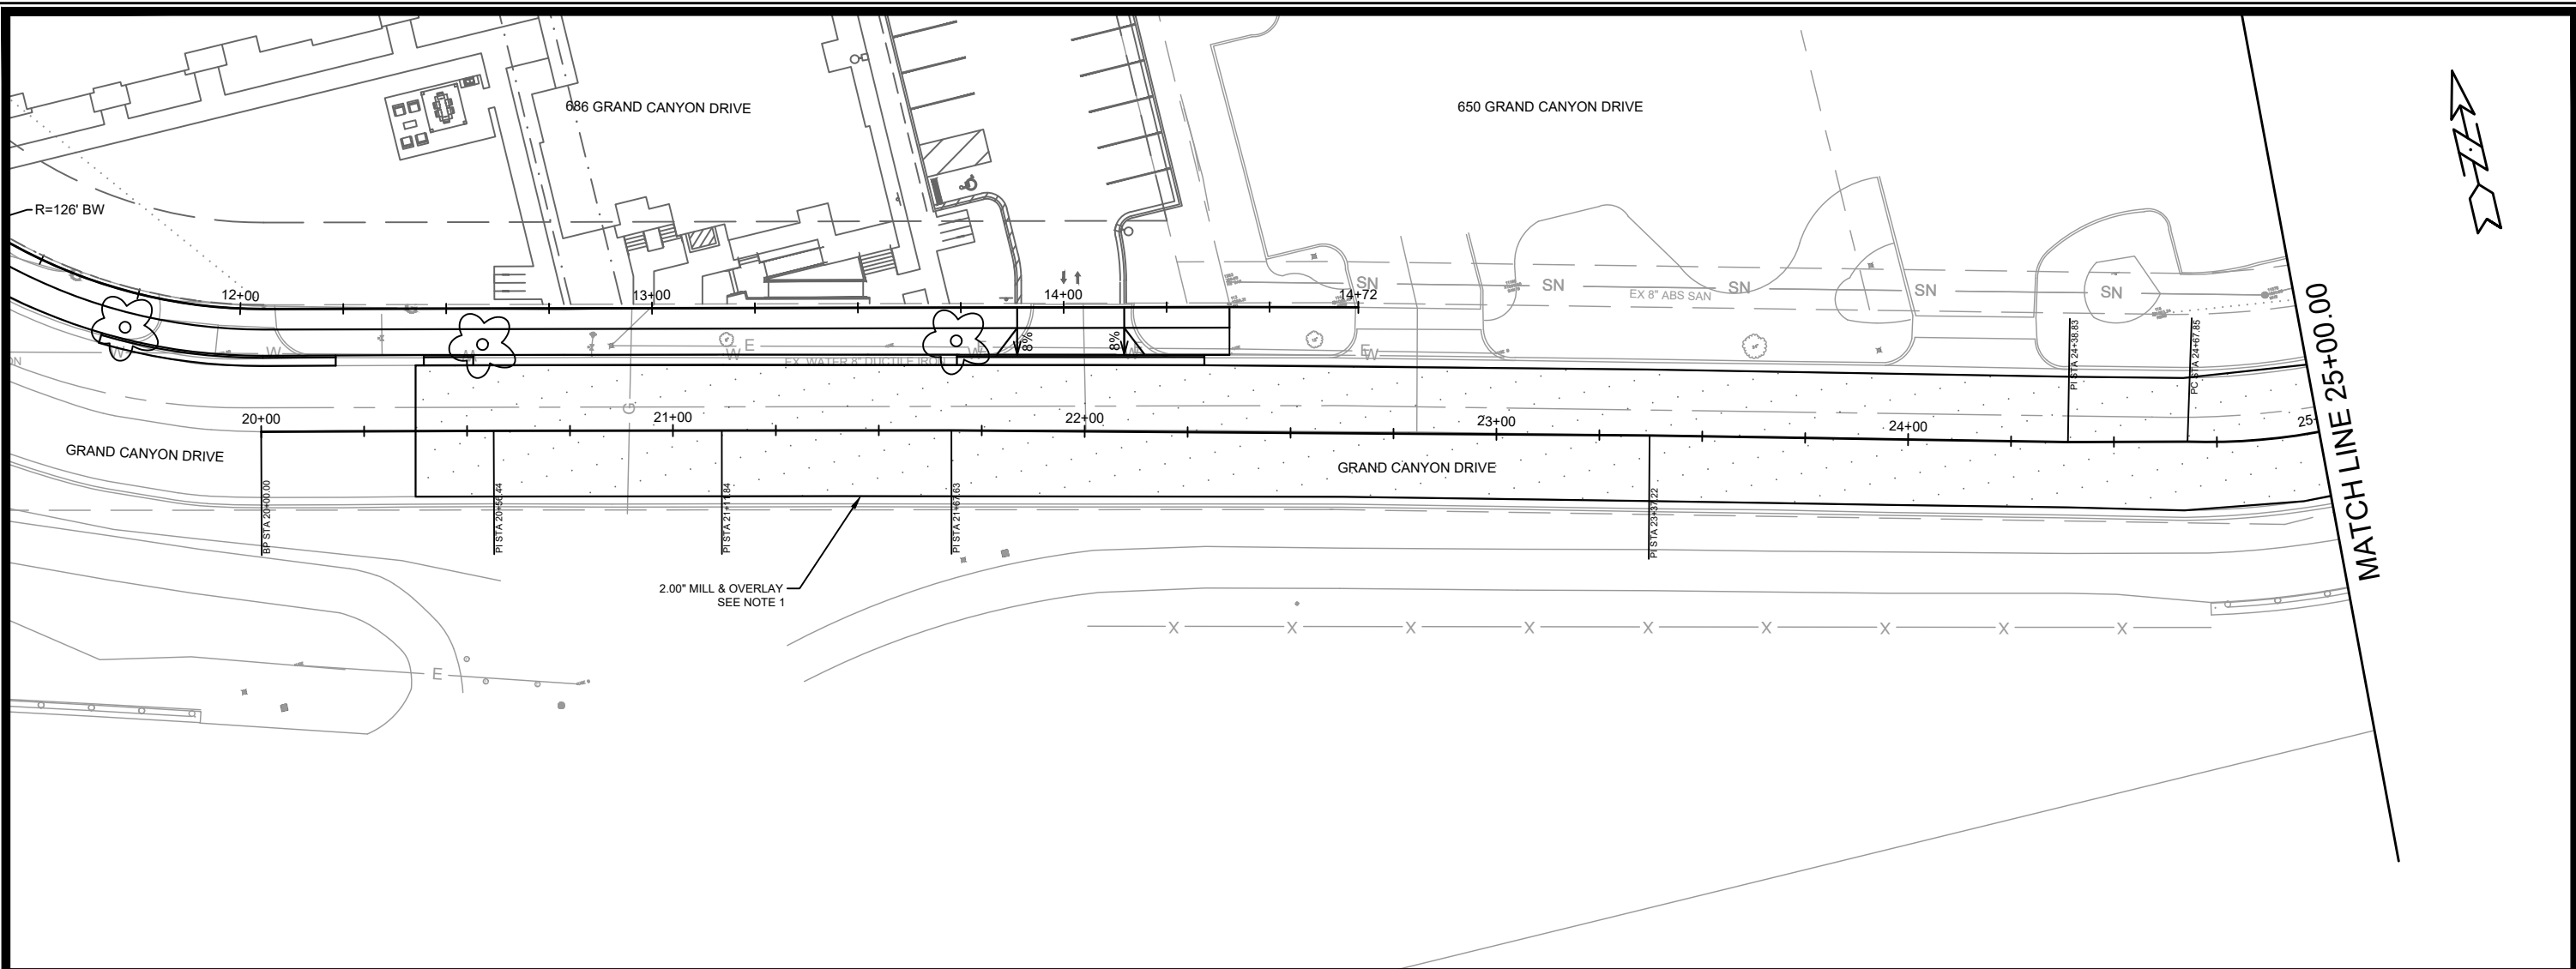 686 GRAND CANYON DRIVE
650 GRAND CANYON DRIVE
R=126' BW
12+00
13+00
14+00
14+72
SN
SN
SN
SN
SN
SN
EX 8" ABS SAN
8%
8%
W
W
W
W
W
W
E
E
E
G
G
G
EX WATER 8" DUCTILE IRON
PI STA 24+38.83
PC STA 24+67.85
MATCH LINE 25+00.00
20+00
21+00
22+00
23+00
24+00
25+
GRAND CANYON DRIVE
GRAND CANYON DRIVE
BP STA 20+00.00
PI STA 20+56.44
PI STA 21+11.84
PI STA 21+67.63
PI STA 23+37.22
2.00" MILL & OVERLAY
SEE NOTE 1
X X X X X X X X X
E